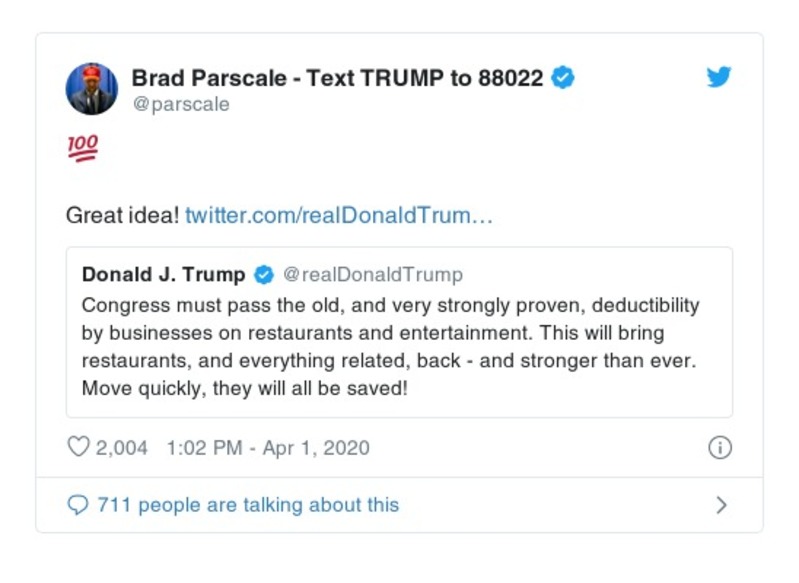 Brad Parscale - Text TRUMP to 88022
@parscale
💯
Great idea! twitter.com/realDonaldTrum…
Donald J. Trump @realDonaldTrump
Congress must pass the old, and very strongly proven, deductibility
by businesses on restaurants and entertainment. This will bring
restaurants, and everything related, back - and stronger than ever.
Move quickly, they will all be saved!
2,004 1:02 PM - Apr 1, 2020
711 people are talking about this